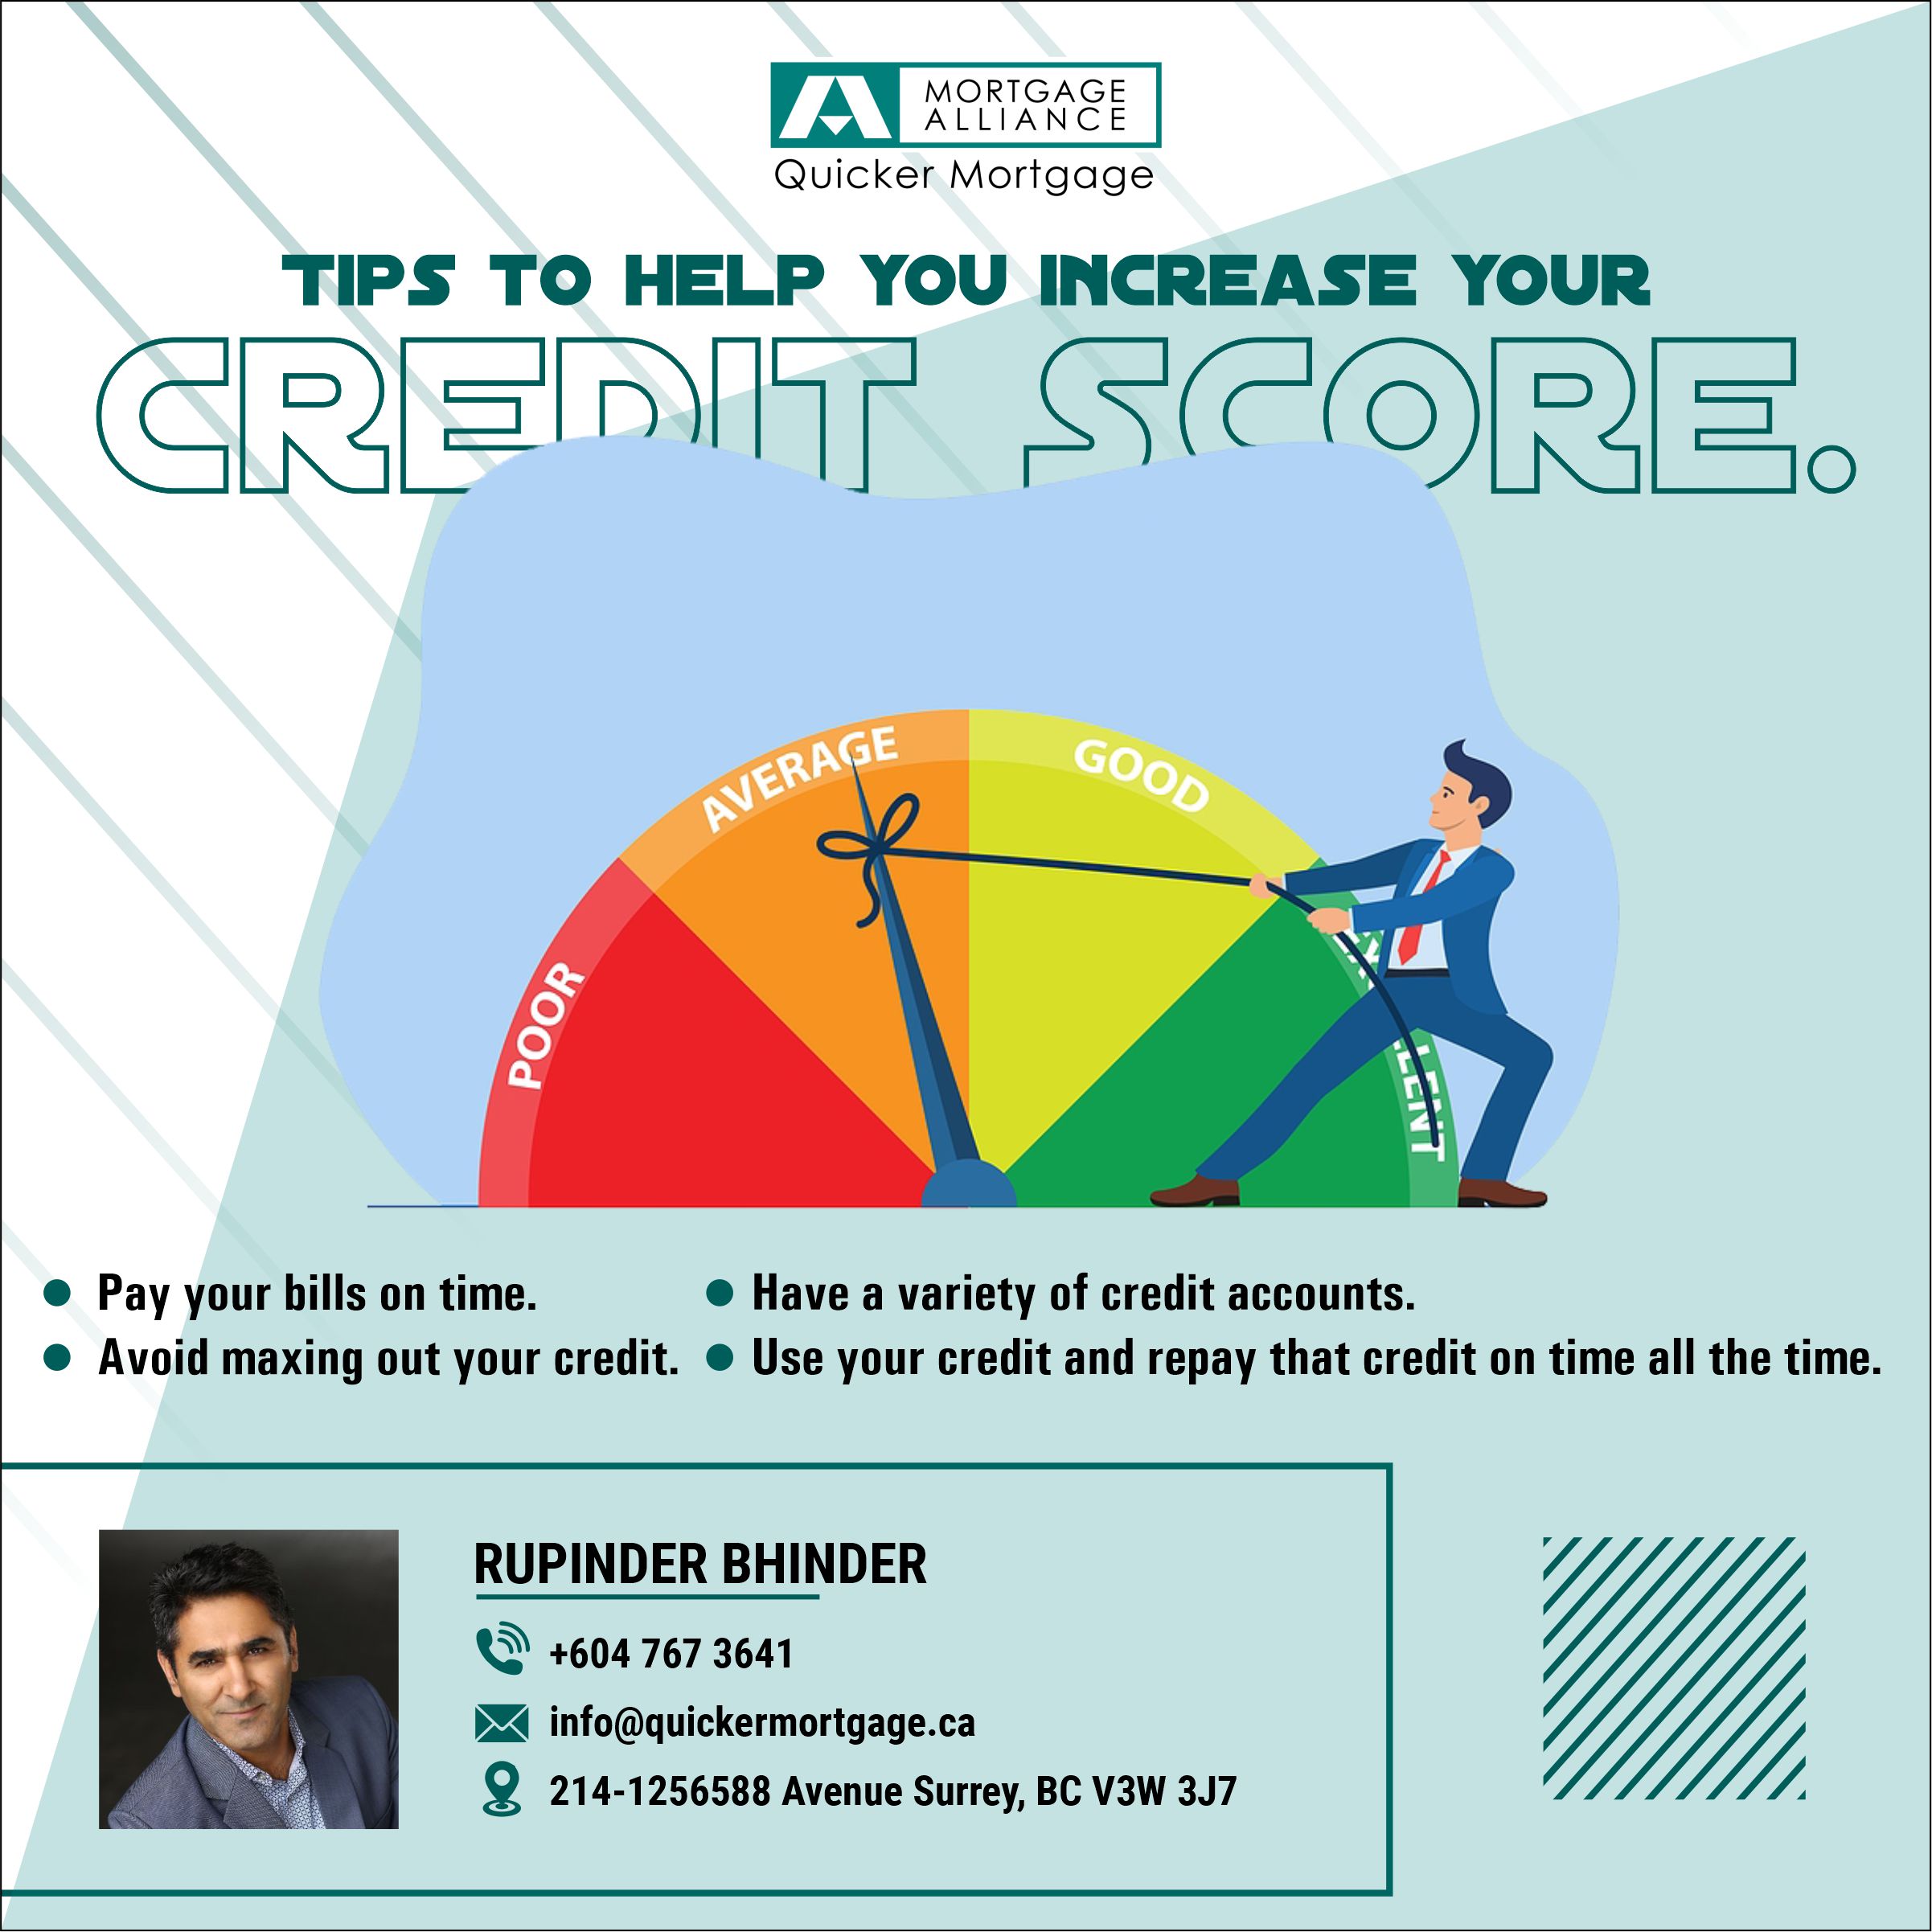 MORTGAGE
ALLIANCE
Quicker Mortgage
TIPS TO HELP YOU INCREASE YOUR
CREDIT SCORE.
POOR
AVERAGE
GOOD
LENT
Pay your bills on time.
Avoid maxing out your credit.
Have a variety of credit accounts.
Use your credit and repay that credit on time all the time.
RUPINDER BHINDER
+604 767 3641
info@quickermortgage.ca
214-1256588 Avenue Surrey, BC V3W 3J7